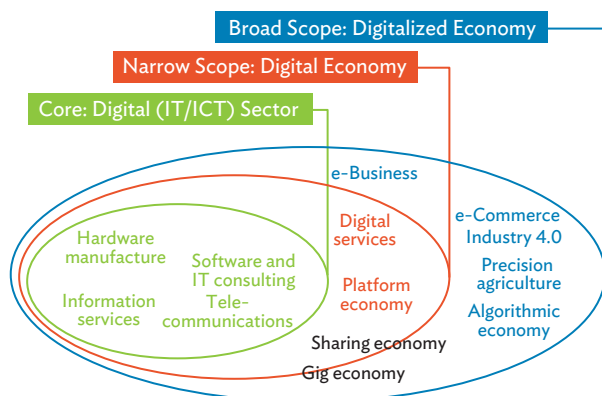 Broad Scope: Digitalized Economy
Narrow Scope: Digital Economy
Core: Digital (IT/ICT) Sector
e-Business
Digital
services
e-Commerce
Industry 4.0
Hardware
manufacture
Software and
IT consulting
Precision
agriculture
Platform
economy
Information
services
Tele-
communications
Algorithmic
economy
Sharing economy
Gig economy